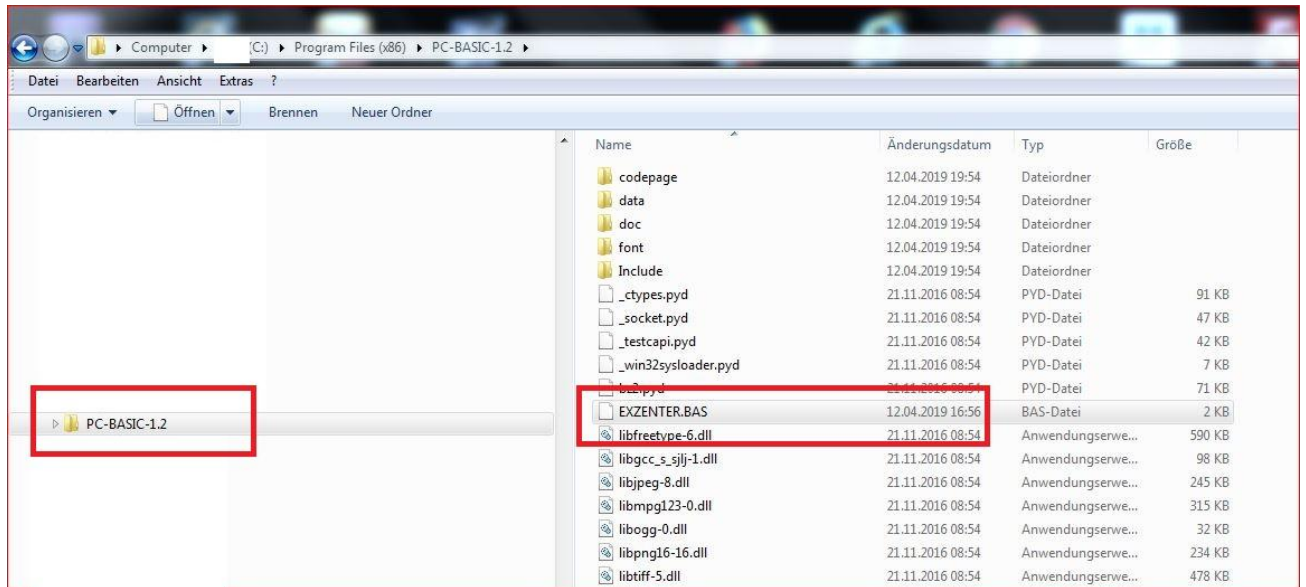 Computer (C:) Program Files (x86) PC-BASIC-1.2
Datei Bearbeiten Ansicht Extras ?
Organisieren Öffnen Brennen Neuer Ordner
PC-BASIC-1.2
Name Änderungsdatum Typ Größe
codepage 12.04.2019 19:54 Dateiordner
data 12.04.2019 19:54 Dateiordner
doc 12.04.2019 19:54 Dateiordner
font 12.04.2019 19:54 Dateiordner
Include 12.04.2019 19:54 Dateiordner
_ctypes.pyd 21.11.2016 08:54 PYD-Datei 91 KB
_socket.pyd 21.11.2016 08:54 PYD-Datei 47 KB
_testcapi.pyd 21.11.2016 08:54 PYD-Datei 42 KB
_win32sysloader.pyd 21.11.2016 08:54 PYD-Datei 7 KB
bz2.pyd 21.11.2016 08:54 PYD-Datei 71 KB
EXZENTER.BAS 12.04.2019 16:56 BAS-Datei 2 KB
libfreetype-6.dll 21.11.2016 08:54 Anwendungserwe... 590 KB
libgcc_s_sjlj-1.dll 21.11.2016 08:54 Anwendungserwe... 98 KB
libjpeg-8.dll 21.11.2016 08:54 Anwendungserwe... 245 KB
libmpg123-0.dll 21.11.2016 08:54 Anwendungserwe... 315 KB
libogg-0.dll 21.11.2016 08:54 Anwendungserwe... 32 KB
libpng16-16.dll 21.11.2016 08:54 Anwendungserwe... 234 KB
libtiff-5.dll 21.11.2016 08:54 Anwendungserwe... 478 KB